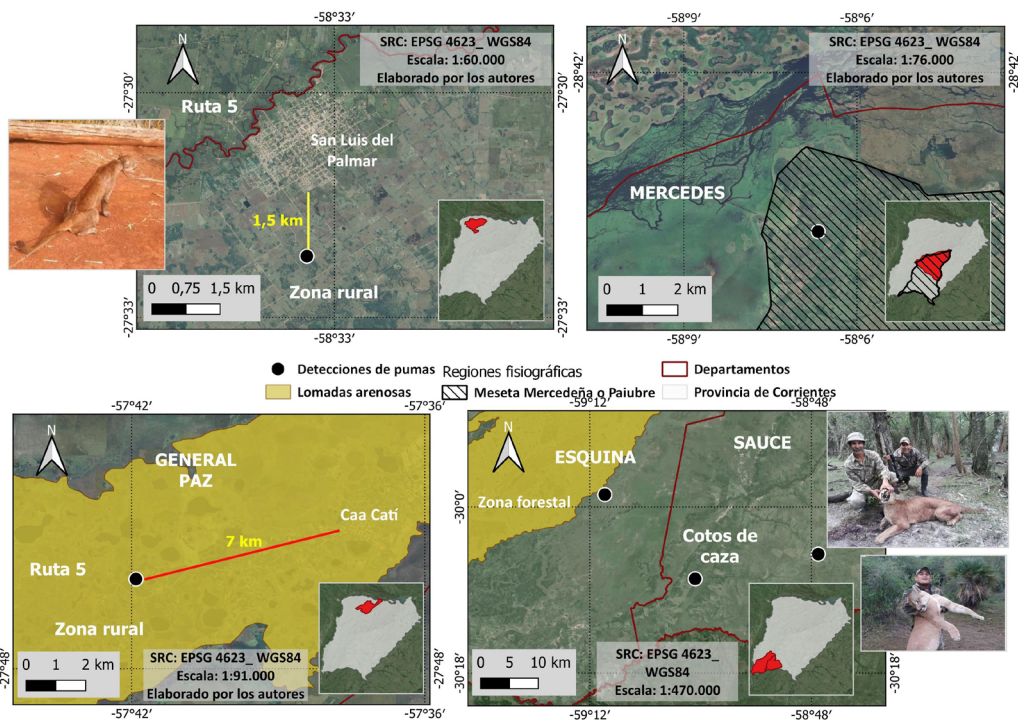 -58°33'
N
SRC: EPSG 4623_ WGS84
Escala: 1:60.000
Elaborado por los autores
-27°30'
-27°30'
Ruta 5
San Luis del
Palmar
1,5 km
Zona rural
0 0,75 1,5 km
-27°33'
-27°33'
-58°33'
-58°9' -58°6'
N
SRC: EPSG 4623_ WGS84
Escala: 1:76.000
Elaborado por los autores
-28°42'
-28°42'
MERCEDES
0 1 2 km
-58°9' -58°6'
Detecciones de pumas
Regiones fisiográficas
Departamentos
Lomadas arenosas
Meseta Mercedeña o Paiubre
Provincia de Corrientes
-57°42' -57°36'
N
GENERAL
PAZ
Caa Catí
7 km
Ruta 5
Zona rural
0 1 2 km
SRC: EPSG 4623_ WGS84
Escala: 1:91.000
Elaborado por los autores
-27°48'
-27°48'
-57°42' -57°36'
-59°12' -58°48'
N
SAUCE
ESQUINA
Zona forestal
-30°0'
Cotos de
caza
0 5 10 km
SRC: EPSG 4623_
WGS84
Escala: 1:470.000
-30°18'
-30°18'
-59°12' -58°48'